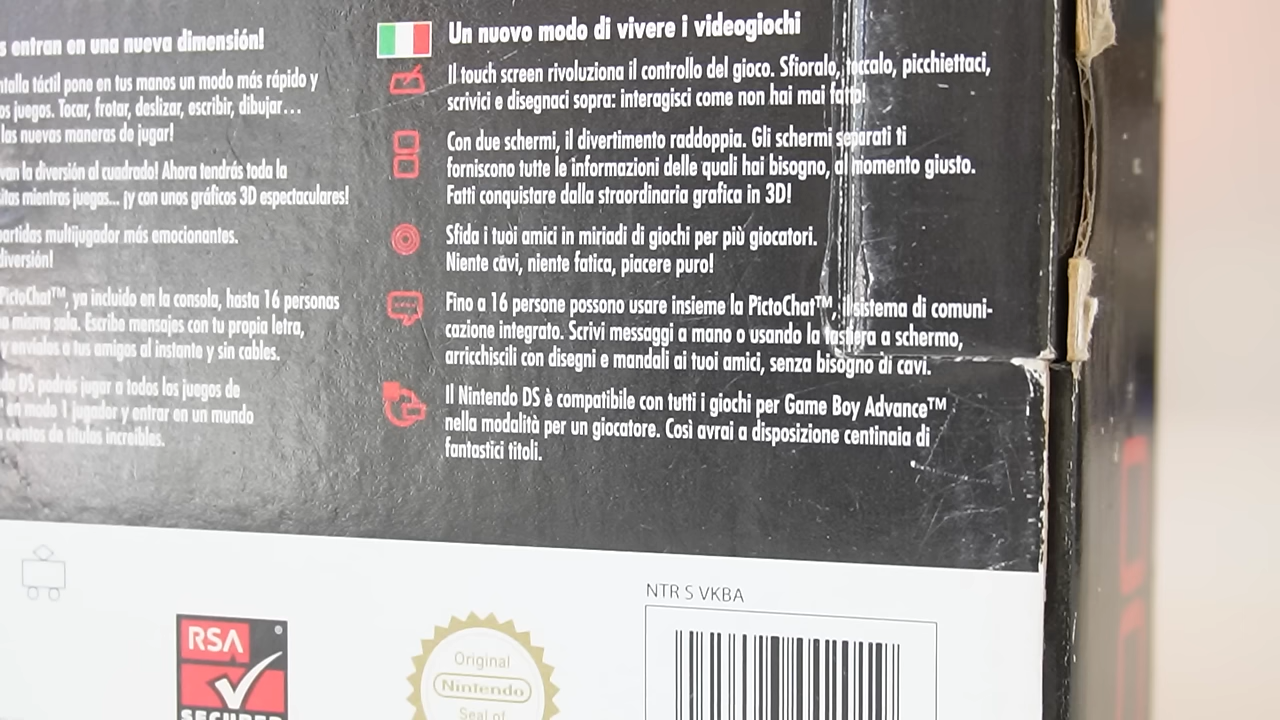 s entran en una nueva dimensión!
ntalla táctil pone en tus manos un modo más rápido y
os juegos. Tocar, frotar, deslizar, escribir, dibujar...
las nuevas maneras de jugar!
van la diversión al cuadrado! Ahora tendrás toda la
sitas mientras juegas... ¡y con unos gráficos 3D espectaculares!
partidas multijugador más emocionantes.
diversión!
PictoChat™, ya incluido en la consola, hasta 16 personas
a misma sala. Escribe mensajes con tu propia letra,
y envíalos a tus amigos al instante y sin cables.
do DS podrás jugar a todos los juegos de
en modo 1 jugador y entrar en un mundo
cientos de títulos increíbles.
Un nuovo modo di vivere i videogiochi
Il touch screen rivoluziona il controllo del gioco. Sfioralo, toccalo, picchiettaci,
scrivici e disegnaci sopra: interagisci come non hai mai fatto!
Con due schermi, il divertimento raddoppia. Gli schermi separati ti
forniscono tutte le informazioni delle quali hai bisogno, al momento giusto.
Fatti conquistare dalla straordinaria grafica in 3D!
Sfida i tuoi amici in miriadi di giochi per più giocatori.
Niente cavi, niente fatica, piacere puro!
Fino a 16 persone possono usare insieme la PictoChat™, il sistema di comuni-
cazione integrato. Scrivi messaggi a mano o usando la tastiera a schermo,
arricchiscili con disegni e mandali ai tuoi amici, senza bisogno di cavi.
Il Nintendo DS è compatibile con tutti i giochi per Game Boy Advance™
nella modalità per un giocatore. Così avrai a disposizione centinaia di
fantastici titoli.
RSA ®
SECURED
Original
Nintendo
Seal of
NTR S VKBA